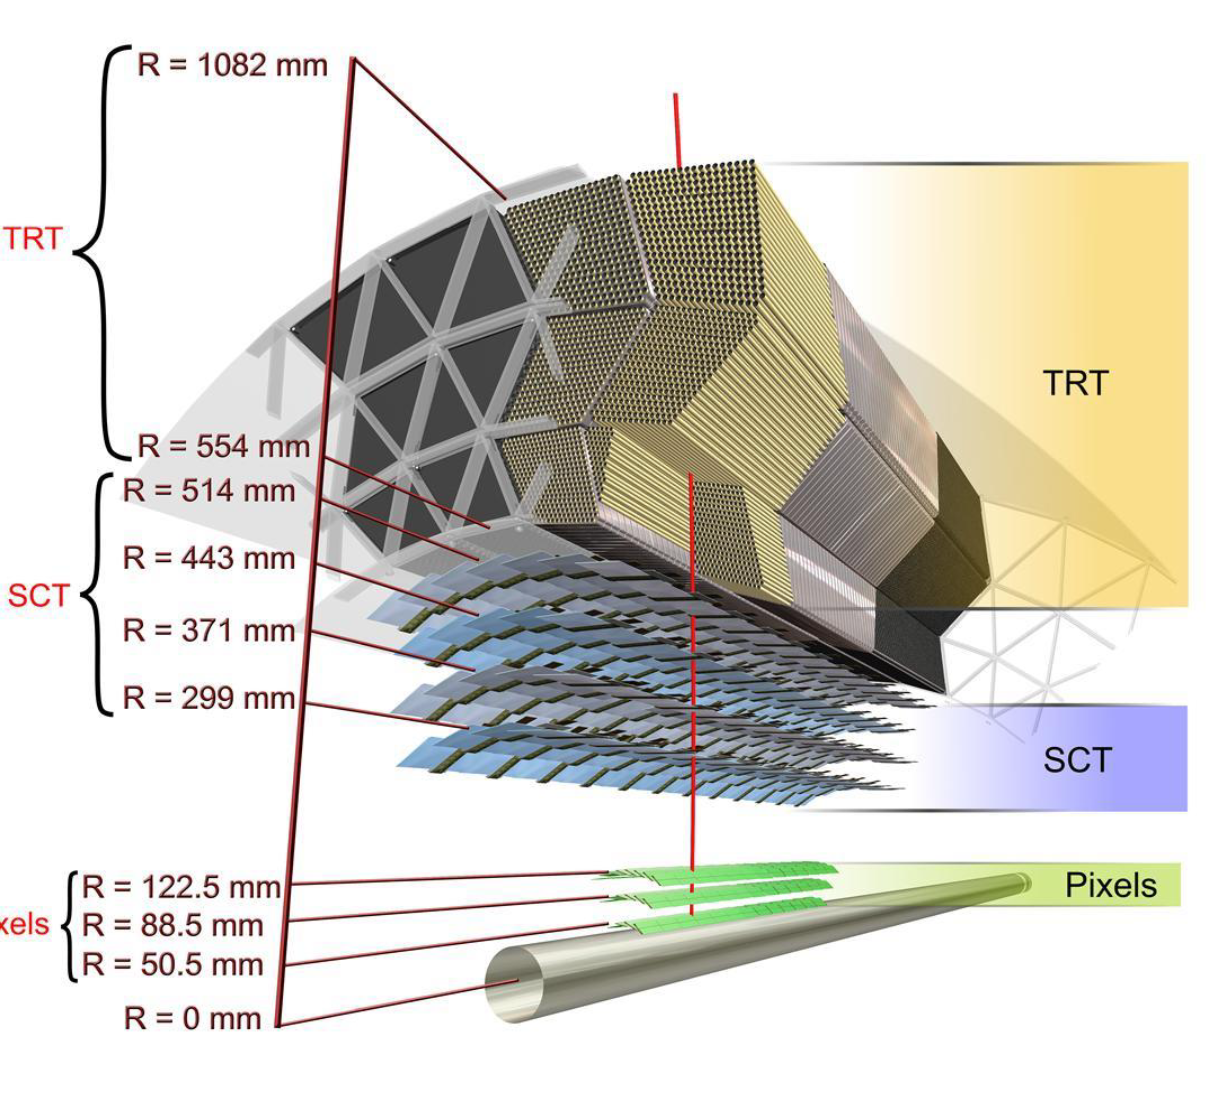 R = 1082 mm
TRT
R = 554 mm
R = 514 mm
R = 443 mm
SCT
R = 371 mm
R = 299 mm
R = 122.5 mm
R = 88.5 mm
xels
R = 50.5 mm
R = 0 mm
TRT
SCT
Pixels